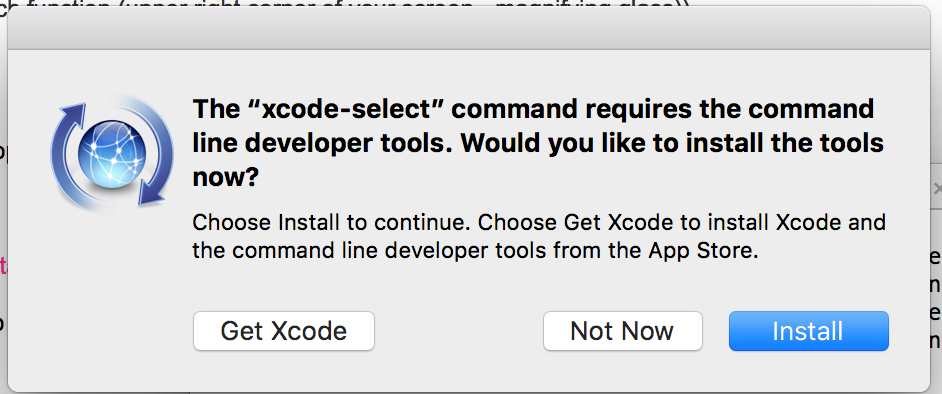 ch function (upper right corner of your screen - magnifying glass))
The “xcode-select” command requires the command
line developer tools. Would you like to install the tools
now?
Choose Install to continue. Choose Get Xcode to install Xcode and
the command line developer tools from the App Store.
Get Xcode
Not Now
Install